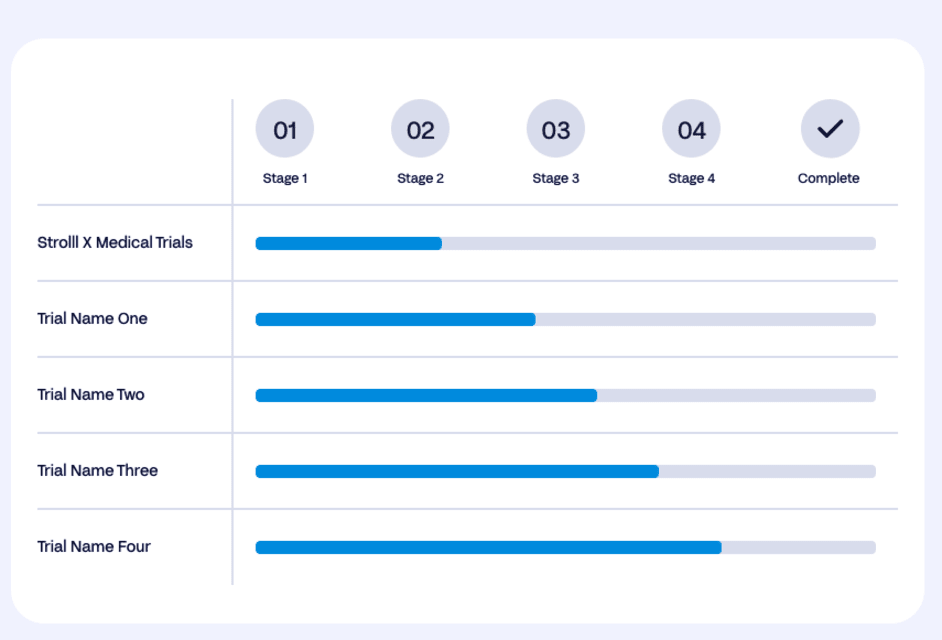 01 02 03 04
Stage 1 Stage 2 Stage 3 Stage 4 Complete
Strolll X Medical Trials
Trial Name One
Trial Name Two
Trial Name Three
Trial Name Four